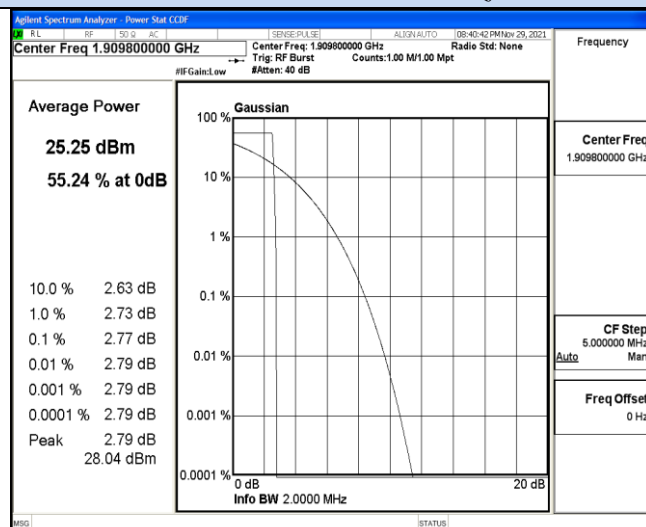 Agilent Spectrum Analyzer - Power Stat CCDF
RL RF 50 Ω AC SENSE:PULSE ALIGN AUTO 08:40:42 PM Nov 29, 2021
Center Freq 1.909800000 GHz
Center Freq: 1.909800000 GHz Radio Std: None
Trig: RF Burst Counts:1.00 M/1.00 Mpt
#IFGain:Low #Atten: 40 dB
Frequency
Average Power
25.25 dBm
55.24 % at 0dB
10.0 % 2.63 dB
1.0 % 2.73 dB
0.1 % 2.77 dB
0.01 % 2.79 dB
0.001 % 2.79 dB
0.0001 % 2.79 dB
Peak 2.79 dB
28.04 dBm
Gaussian
100 %
10 %
1 %
0.1 %
0.01 %
0.001 %
0.0001 %
0 dB 20 dB
Info BW 2.0000 MHz
Center Freq
1.909800000 GHz
CF Step
5.000000 MHz
Auto Man
Freq Offset
0 Hz
MSG STATUS